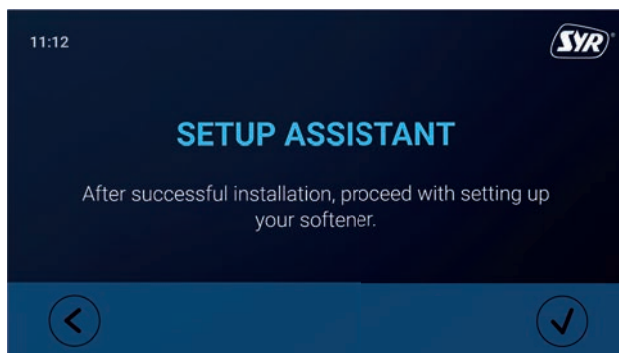 11:12
SYR
SETUP ASSISTANT
After successful installation, proceed with setting up
your softener.